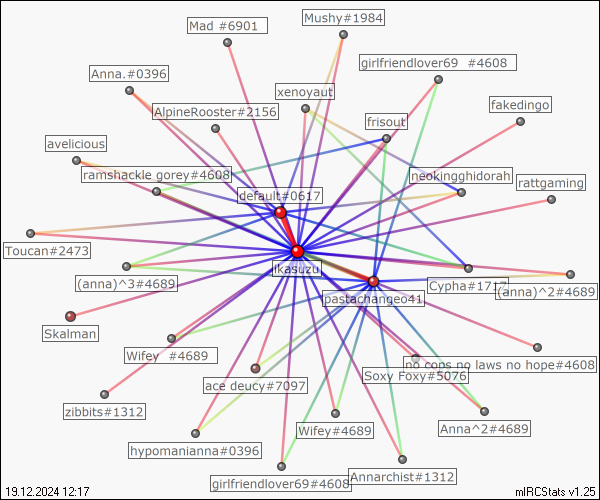 Mushy#1984
Mad #6901
girlfriendlover69 #4608
Anna.#0396
xenoyaut
fakedingo
AlpineRooster#2156
frisout
avelicious
ramshackle gorey#4608
neokingghidorah
rattgaming
default#0617
Toucan#2473
ikasuzu
(anna)^3#4689
Cypha#1717
(anna)^2#4689
pastachangeo41
Skalman
Wifey #4689
no cops no laws no hope#4608
Soxy Foxy#5076
ace deucy#7097
zibbits#1312
Wifey#4689
Anna^2#4689
hypomanianna#0396
Annarchist#1312
girlfriendlover69#4608
19.12.2024 12:17
mIRCStats v1.25